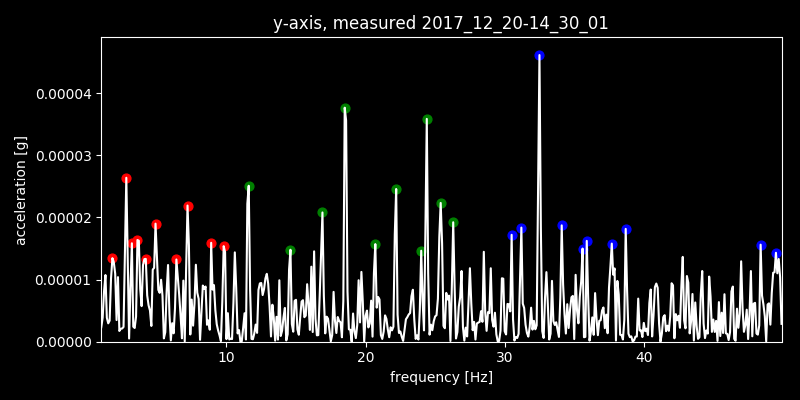 y-axis, measured 2017_12_20-14_30_01
acceleration [g]
0.00004
0.00003
0.00002
0.00001
0.00000
10 20 30 40
frequency [Hz]